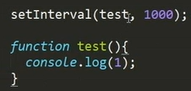 setInterval(test, 1000);
function test(){
console.log(1);
}